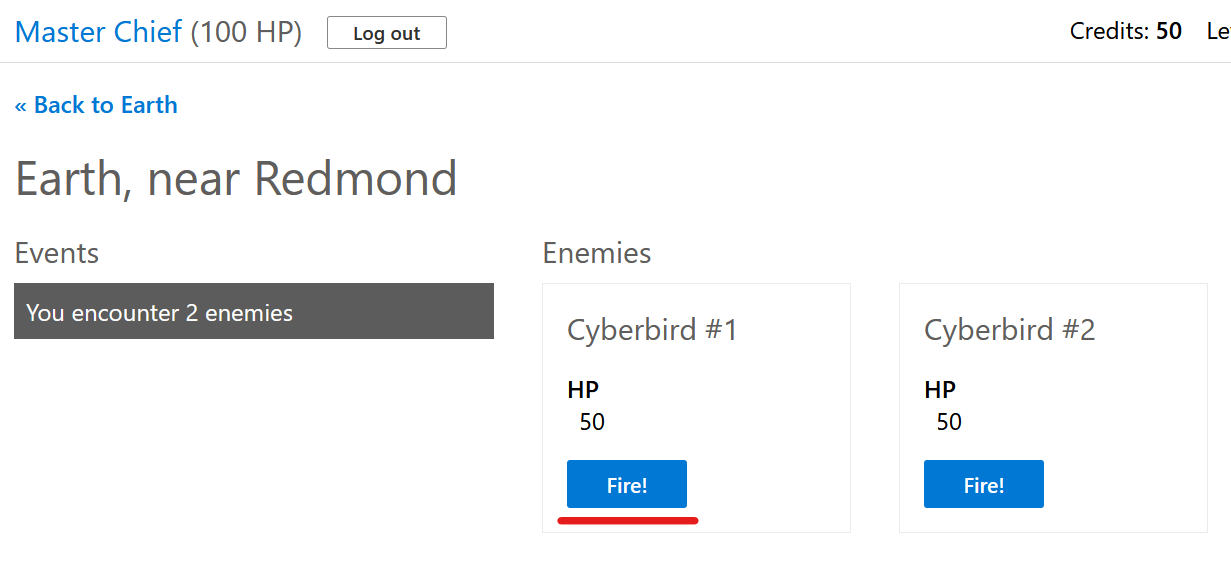 Master Chief (100 HP) Log out Credits: 50
« Back to Earth
Earth, near Redmond
Events
You encounter 2 enemies
Enemies
Cyberbird #1
HP
50
Fire!
Cyberbird #2
HP
50
Fire!